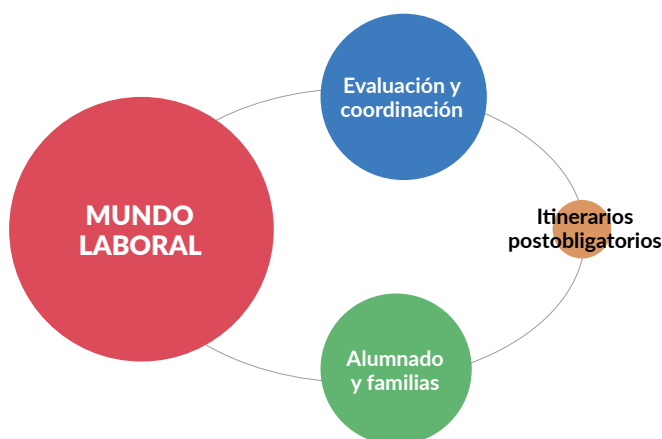 Evaluación y
coordinación
MUNDO
LABORAL
Itinerarios
postobligatorios
Alumnado
y familias